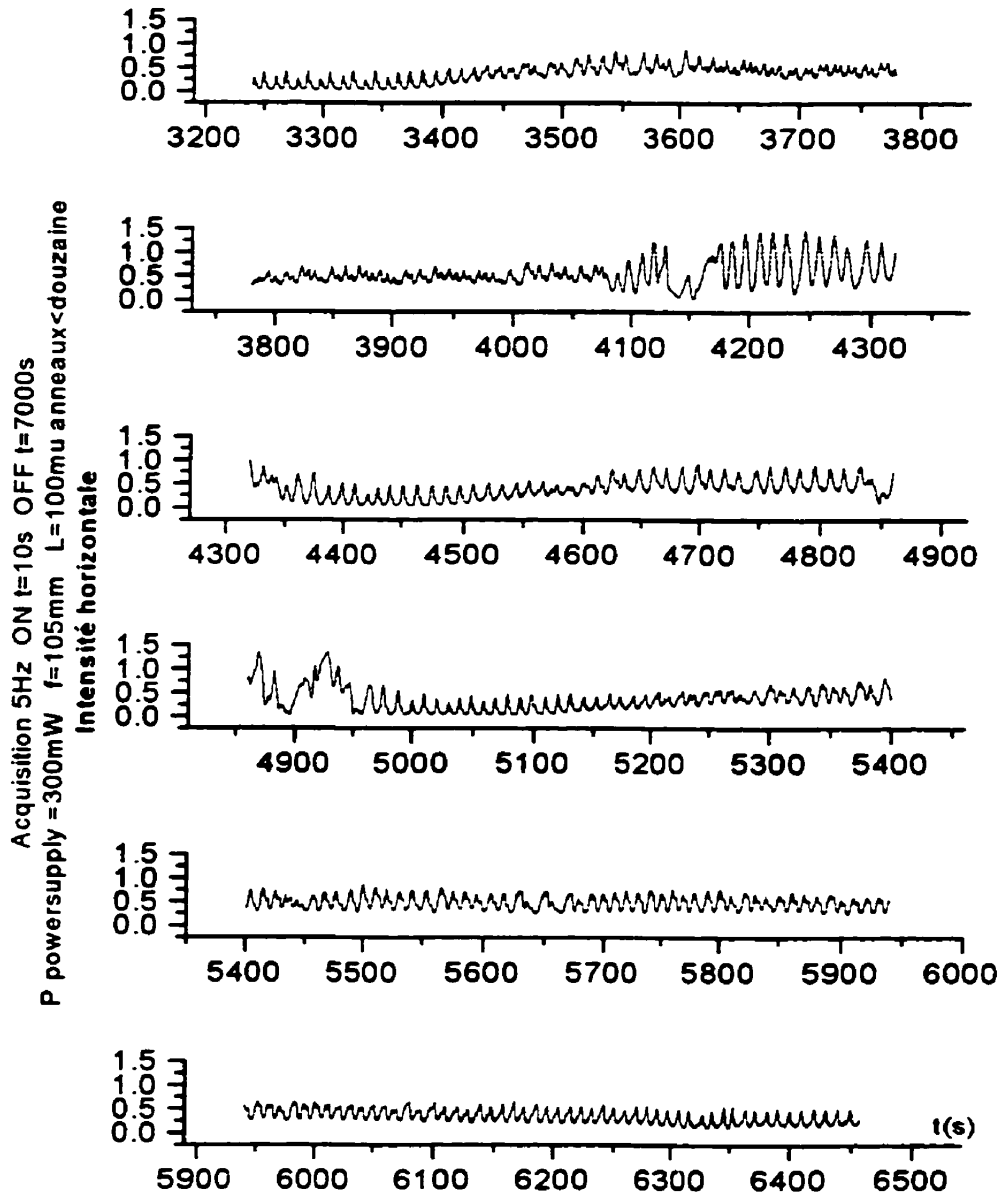 Acquisition 5Hz ON t=10s OFF t=7000s
P powersupply =300mW f=105mm L=100mu anneaux<douzaine
Intensité horizontale
1.5
1.0
0.5
0.0
3200 3300 3400 3500 3600 3700 3800
1.5
1.0
0.5
0.0
3800 3900 4000 4100 4200 4300
1.5
1.0
0.5
0.0
4300 4400 4500 4600 4700 4800 4900
1.5
1.0
0.5
0.0
4900 5000 5100 5200 5300 5400
1.5
1.0
0.5
0.0
5400 5500 5600 5700 5800 5900 6000
1.5
1.0
0.5
0.0
t(s)
5900 6000 6100 6200 6300 6400 6500